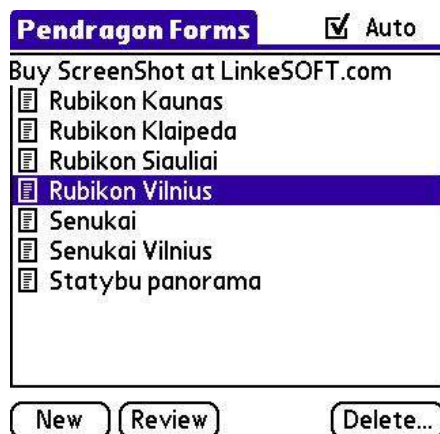 Pendragon Forms Auto
Buy ScreenShot at LinkeSOFT.com
Rubikon Kaunas
Rubikon Klaipeda
Rubikon Siauliai
Rubikon Vilnius
Senukai
Senukai Vilnius
Statybu panorama
New Review Delete...